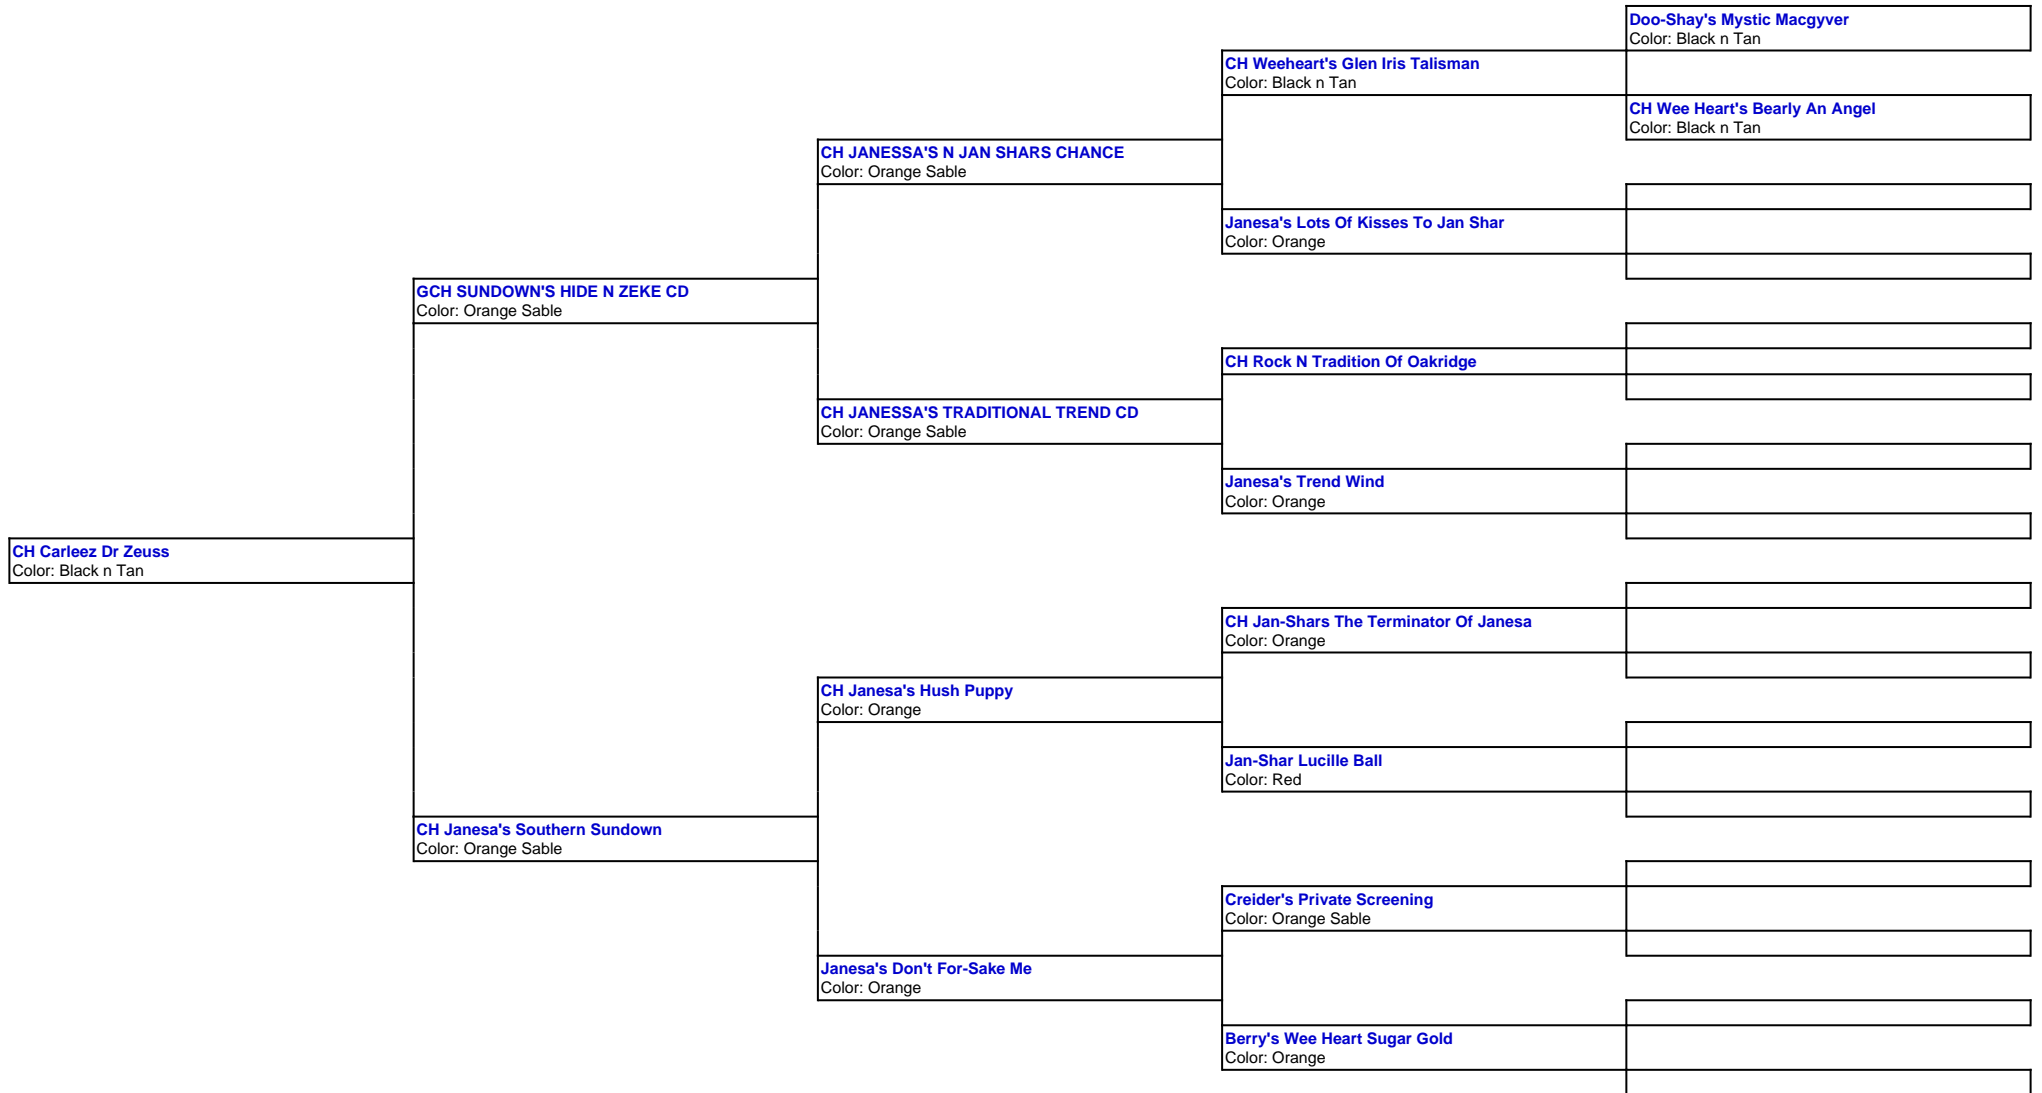 Doo-Shay's Mystic Macgyver
Color: Black n Tan
CH Weeheart's Glen Iris Talisman
Color: Black n Tan
CH Wee Heart's Bearly An Angel
Color: Black n Tan
CH JANESSA'S N JAN SHARS CHANCE
Color: Orange Sable
Janesa's Lots Of Kisses To Jan Shar
Color: Orange
GCH SUNDOWN'S HIDE N ZEKE CD
Color: Orange Sable
CH Rock N Tradition Of Oakridge
CH JANESSA'S TRADITIONAL TREND CD
Color: Orange Sable
Janesa's Trend Wind
Color: Orange
CH Carleez Dr Zeuss
Color: Black n Tan
CH Jan-Shars The Terminator Of Janesa
Color: Orange
CH Janesa's Hush Puppy
Color: Orange
Jan-Shar Lucille Ball
Color: Red
CH Janesa's Southern Sundown
Color: Orange Sable
Creider's Private Screening
Color: Orange Sable
Janesa's Don't For-Sake Me
Color: Orange
Berry's Wee Heart Sugar Gold
Color: Orange